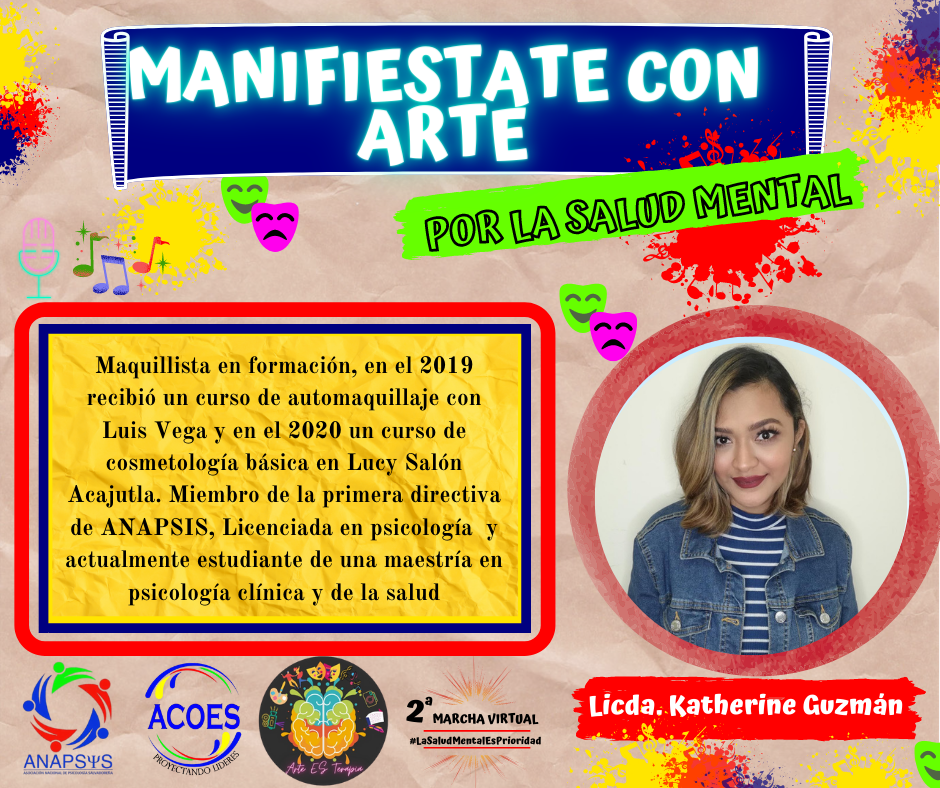 MANIFIESTATE CON
ARTE
POR LA SALUD MENTAL
Maquillista en formación, en el 2019
recibió un curso de automaquillaje con
Luis Vega y en el 2020 un curso de
cosmetología básica en Lucy Salón
Acajutla. Miembro de la primera directiva
de ANAPSIS, Licenciada en psicología y
actualmente estudiante de una maestría en
psicología clínica y de la salud
Licda. Katherine Guzmán
ANAPSΨS
ASOCIACIÓN NACIONAL DE PSICOLOGÍA SALVADOREÑA
ACOES
PROYECTANDO LIDERES
Arte ES Terapia
2ª MARCHA VIRTUAL
#LaSaludMentalEsPrioridad